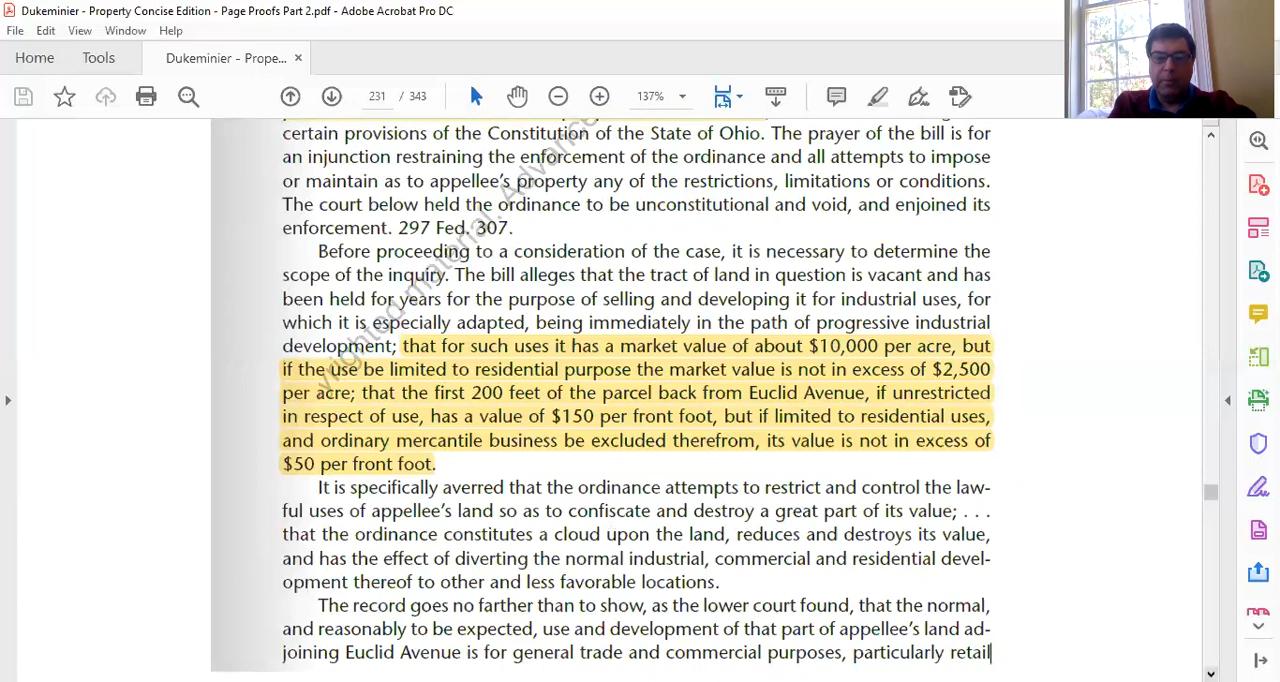 Dukeminier - Property Concise Edition - Page Proofs Part 2.pdf - Adobe Acrobat Pro DC
File Edit View Window Help
Home Tools Dukeminier - Prope... ×
231 / 343 137%
certain provisions of the Constitution of the State of Ohio. The prayer of the bill is for
an injunction restraining the enforcement of the ordinance and all attempts to impose
or maintain as to appellee's property any of the restrictions, limitations or conditions.
The court below held the ordinance to be unconstitutional and void, and enjoined its
enforcement. 297 Fed. 307.
Before proceeding to a consideration of the case, it is necessary to determine the
scope of the inquiry. The bill alleges that the tract of land in question is vacant and has
been held for years for the purpose of selling and developing it for industrial uses, for
which it is especially adapted, being immediately in the path of progressive industrial
development; that for such uses it has a market value of about $10,000 per acre, but
if the use be limited to residential purpose the market value is not in excess of $2,500
per acre; that the first 200 feet of the parcel back from Euclid Avenue, if unrestricted
in respect of use, has a value of $150 per front foot, but if limited to residential uses,
and ordinary mercantile business be excluded therefrom, its value is not in excess of
$50 per front foot.
It is specifically averred that the ordinance attempts to restrict and control the law-
ful uses of appellee's land so as to confiscate and destroy a great part of its value; . . .
that the ordinance constitutes a cloud upon the land, reduces and destroys its value,
and has the effect of diverting the normal industrial, commercial and residential devel-
opment thereof to other and less favorable locations.
The record goes no farther than to show, as the lower court found, that the normal,
and reasonably to be expected, use and development of that part of appellee's land ad-
joining Euclid Avenue is for general trade and commercial purposes, particularly retail
vrighted material. Advance